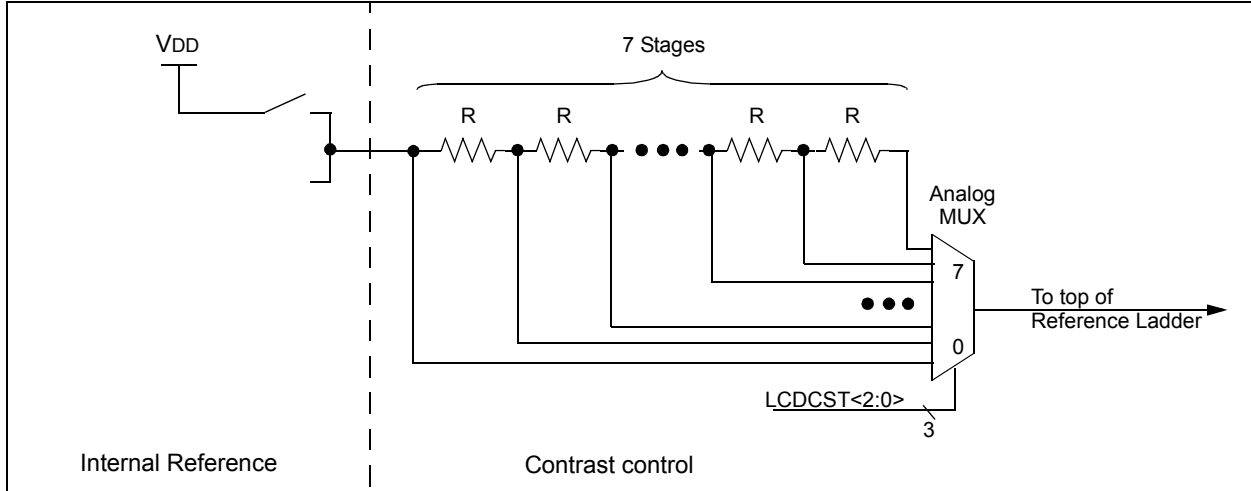 VDD
7 Stages
R R R R
Analog
MUX
7
To top of
Reference Ladder
0
LCDCST<2:0>
3
Internal Reference
Contrast control